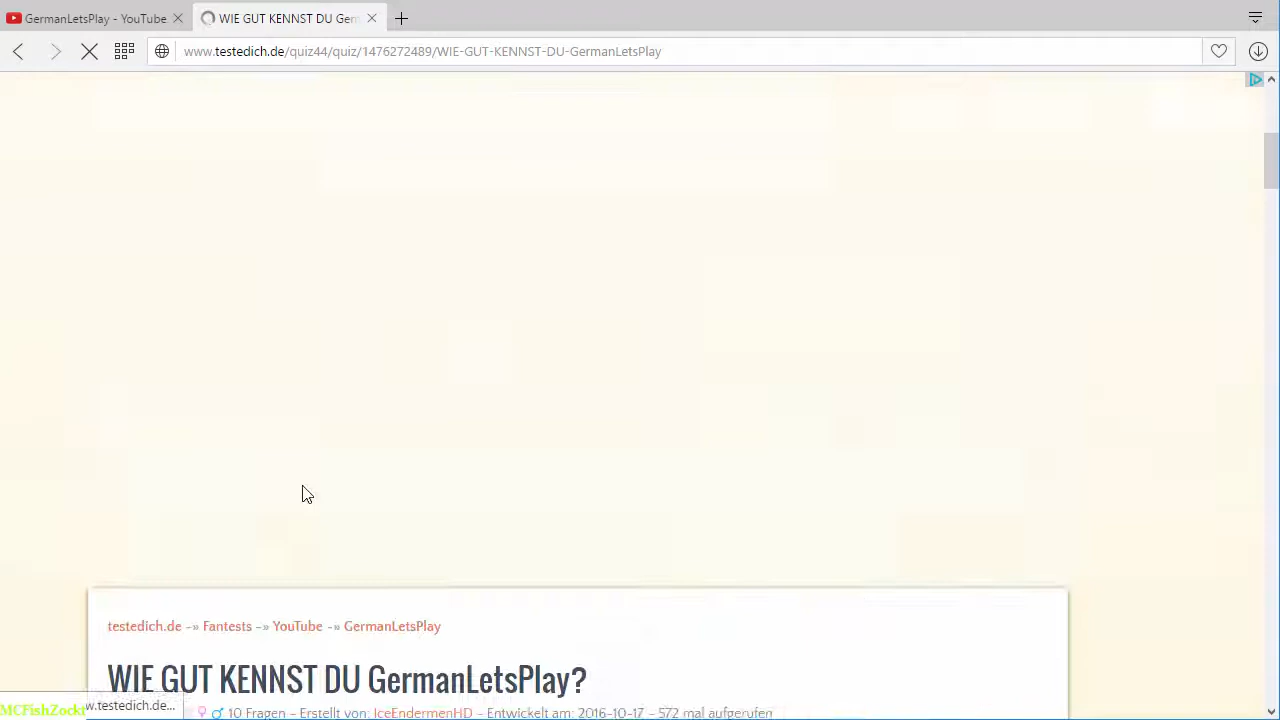 GermanLetsPlay - YouTube
WIE GUT KENNST DU Ger
www.testedich.de/quiz44/quiz/1476272489/WIE-GUT-KENNST-DU-GermanLetsPlay
testedich.de -» Fantests -» YouTube -» GermanLetsPlay
WIE GUT KENNST DU GermanLetsPlay?
10 Fragen - Erstellt von: IceEndermenHD - Entwickelt am: 2016-10-17 - 572 mal aufgerufen
MCFishZockt
w.testedich.de...